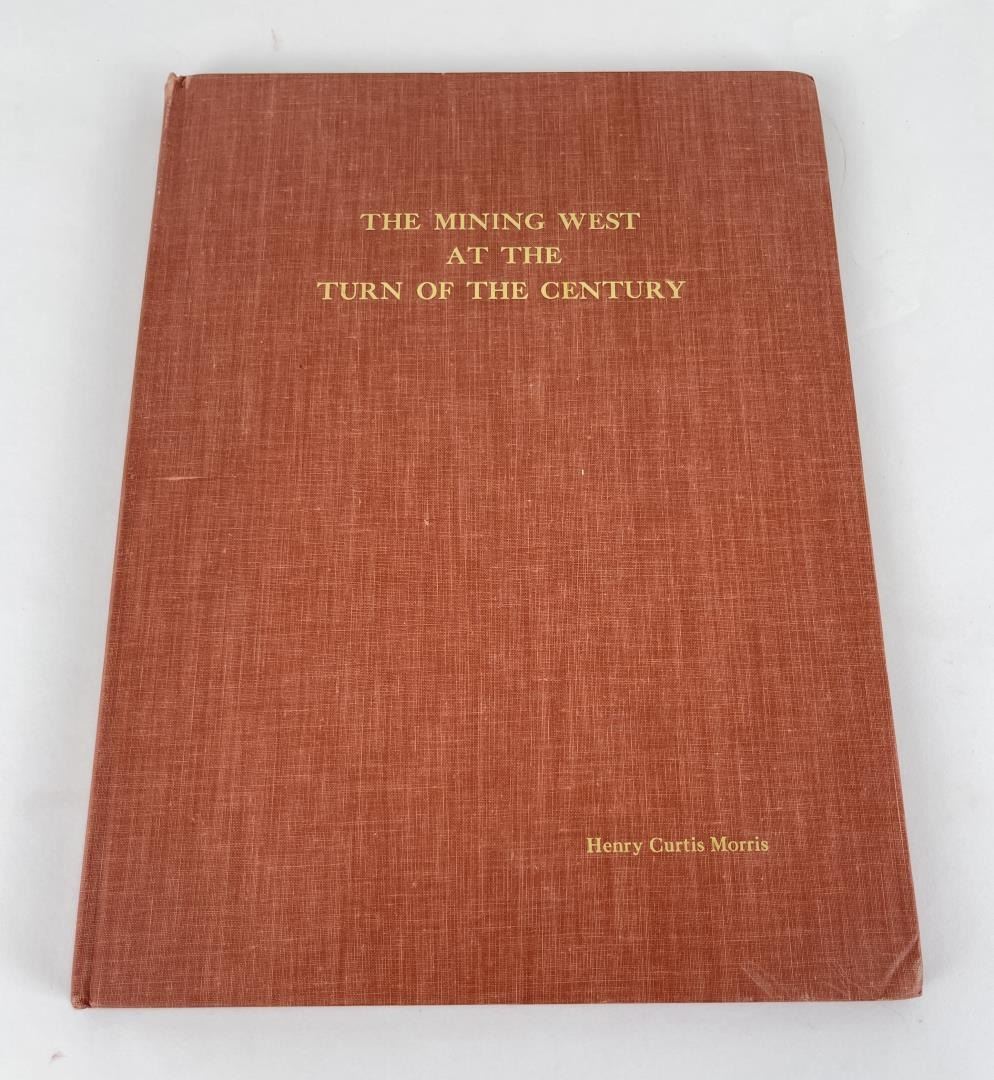 THE MINING WEST
AT THE
TURN OF THE CENTURY
Henry Curtis Morris